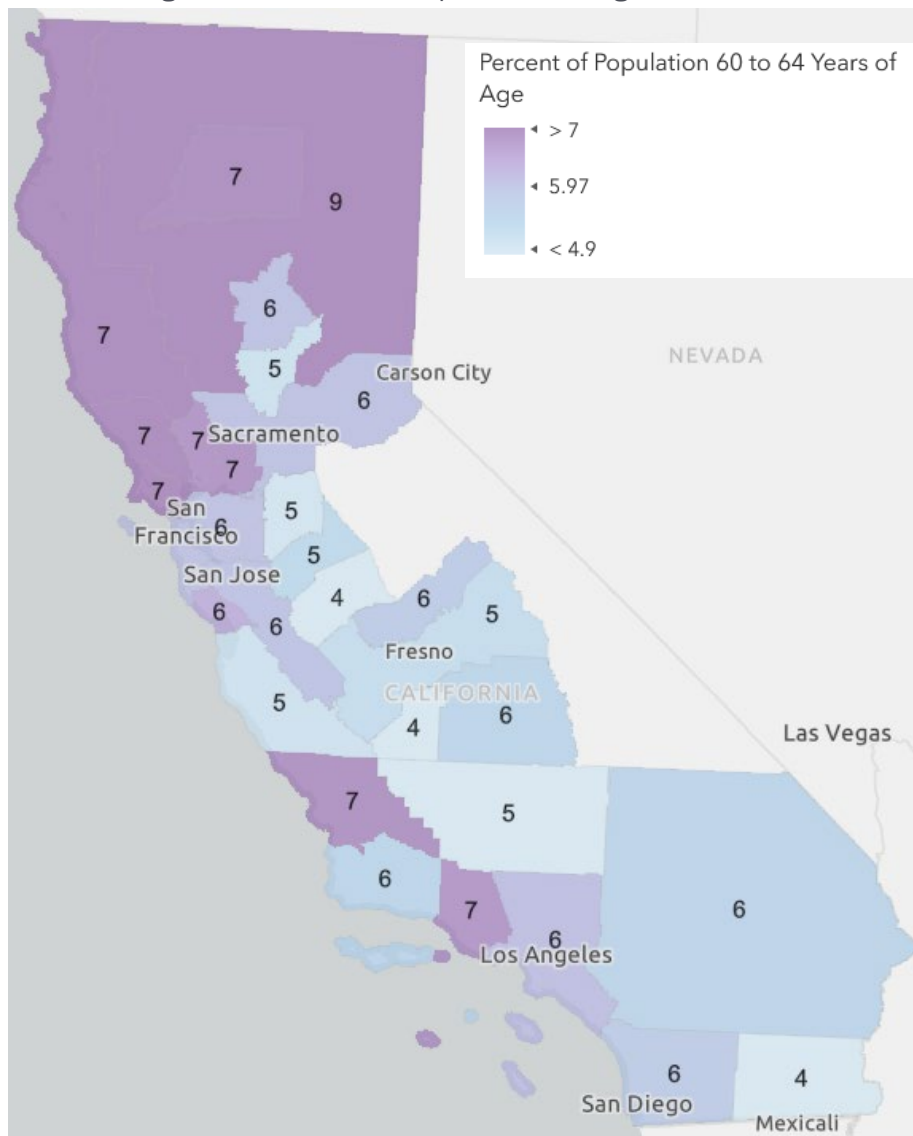 Percent of Population 60 to 64 Years of
Age
> 7
5.97
< 4.9
7
9
7
6
NEVADA
5
Carson City
6
7
7
Sacramento
7
7
San
Francisco
6
5
5
San Jose
4
6
6
6
5
Fresno
CALIFORNIA
5
4
6
Las Vegas
7
5
6
7
6
Los Angeles
6
6
4
San Diego
Mexicali